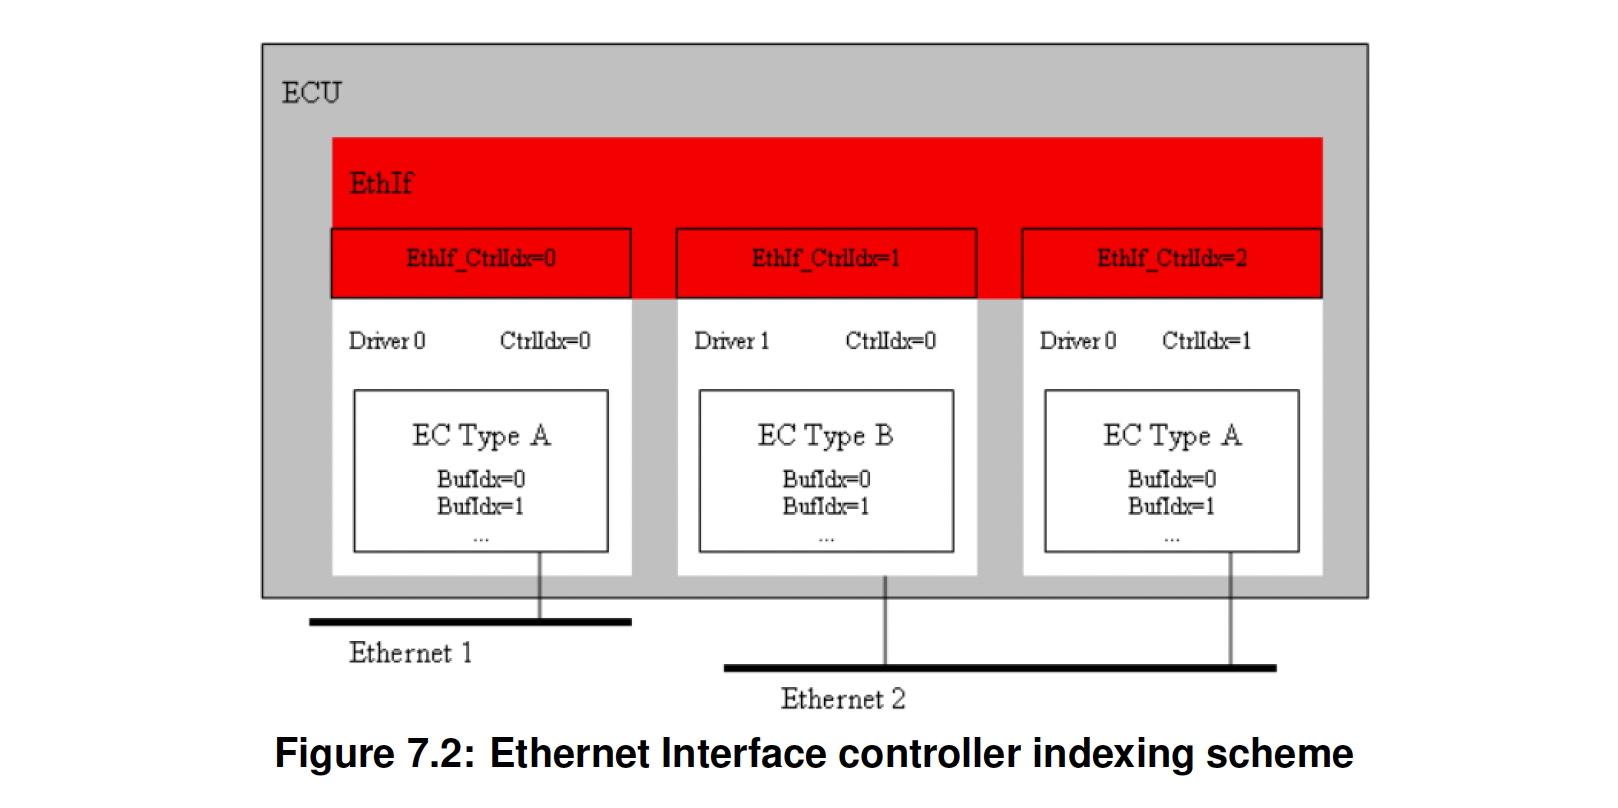 ECU
EthIf
EthIf_CtrlIdx=0
EthIf_CtrlIdx=1
EthIf_CtrlIdx=2
Driver 0 CtrlIdx=0
Driver 1 CtrlIdx=0
Driver 0 CtrlIdx=1
EC Type A
BufIdx=0
BufIdx=1
...
EC Type B
BufIdx=0
BufIdx=1
...
EC Type A
BufIdx=0
BufIdx=1
...
Ethernet 1
Ethernet 2
Figure 7.2: Ethernet Interface controller indexing scheme